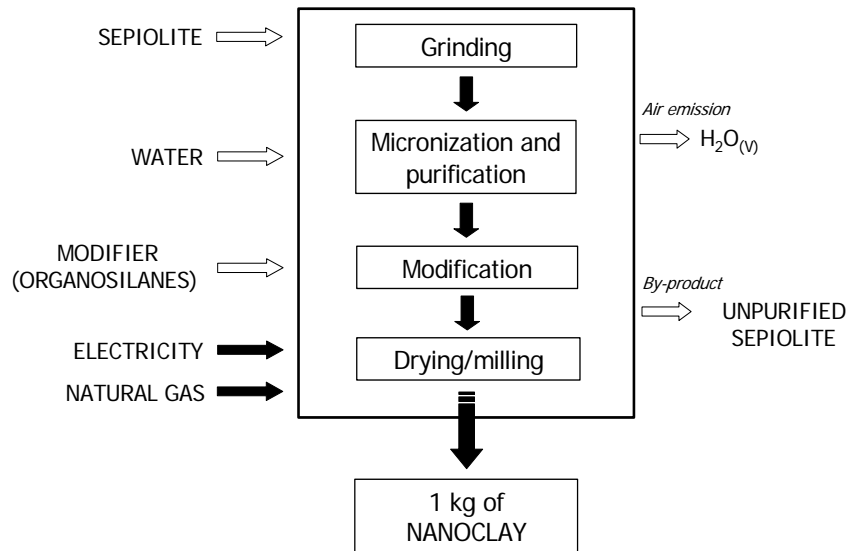 SEPIOLITE
WATER
MODIFIER
(ORGANOSILANES)
ELECTRICITY
NATURAL GAS
Grinding
Micronization and
purification
Modification
Drying/milling
1 kg of
NANOCLAY
Air emission
H₂O(V)
By-product
UNPURIFIED
SEPIOLITE